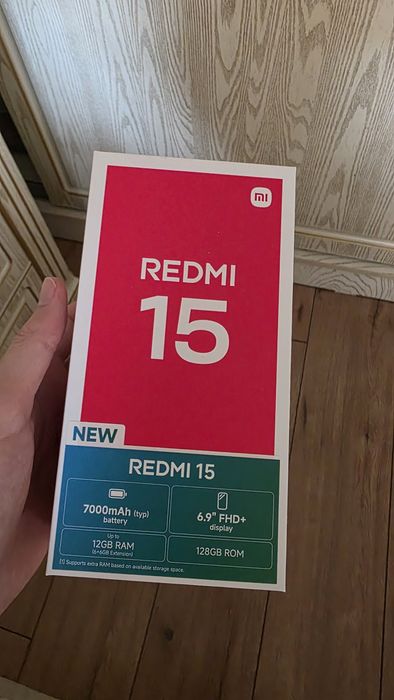 mi
REDMI
15
NEW
REDMI 15
7000mAh (typ)
battery
6.9" FHD+
display
Up to
12GB RAM
(6+6GB Extension)
128GB ROM
[1] Supports extra RAM based on available storage space.